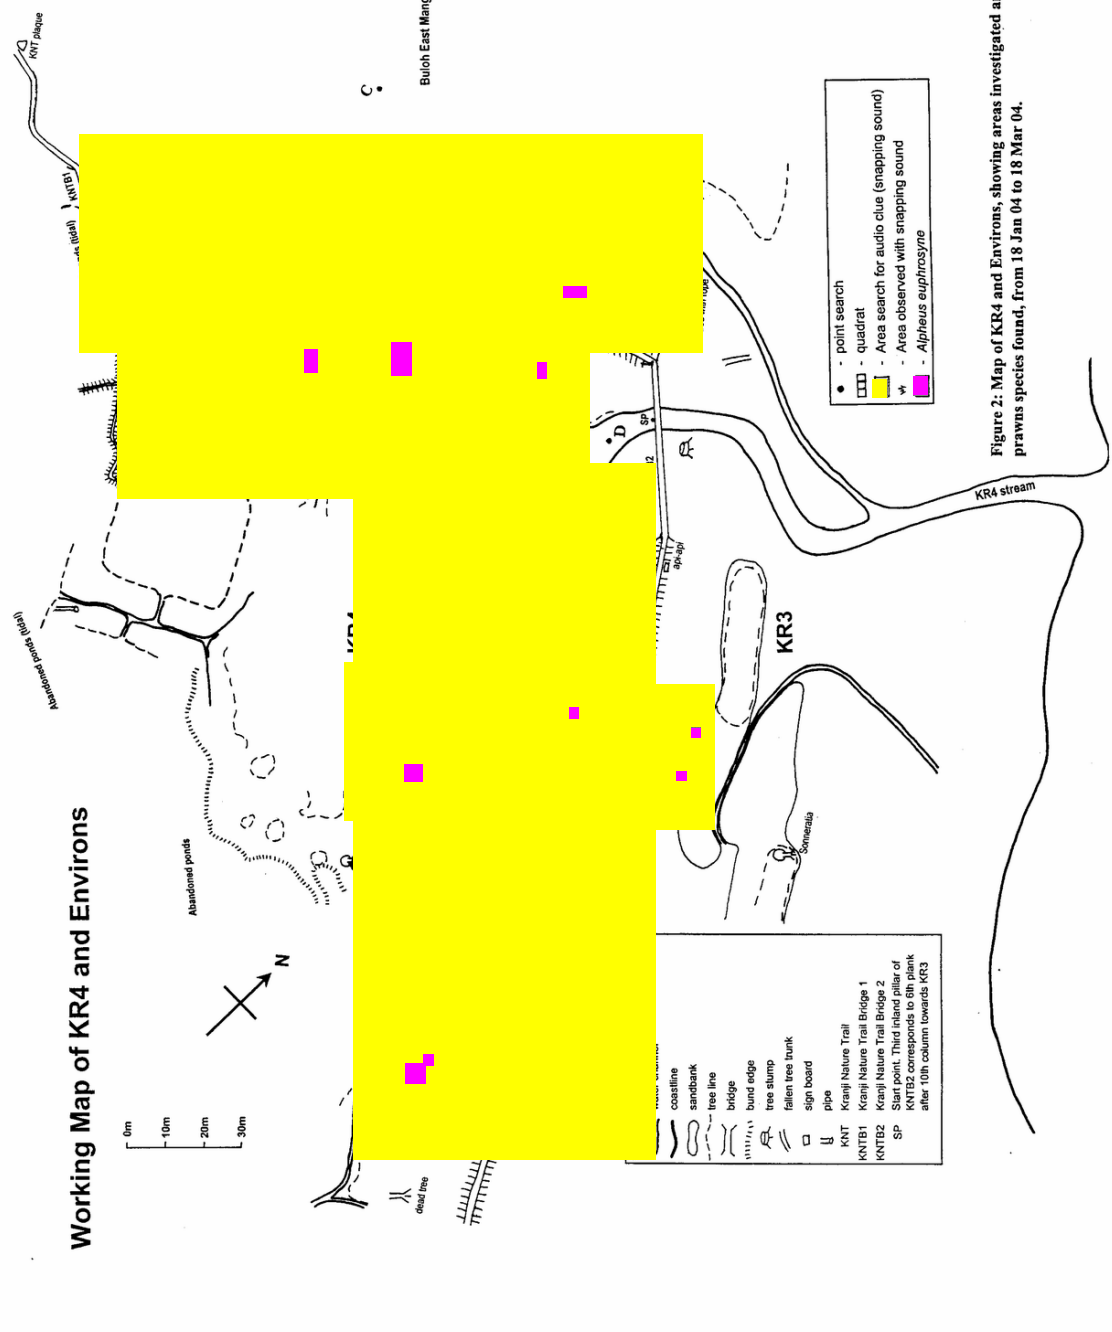 Working Map of KR4 and Environs
0m
10m
20m
30m
N
Abandoned ponds
Abandoned ponds (tidal)
KNT plaque
KNTB1
ds (tidal)
C
Buloh East Mang
D
SP
api-api
KR3
KR4 stream
Sonneratia
dead tree
coastline
sandbank
tree line
bridge
bund edge
tree stump
fallen tree trunk
sign board
pipe
KNT Kranji Nature Trail
KNTB1 Kranji Nature Trail Bridge 1
KNTB2 Kranji Nature Trail Bridge 2
SP Start point. Third inland pillar of
KNTB2 corresponds to 6th plank
after 10th column towards KR3
- point search
- quadrat
- Area search for audio clue (snapping sound)
- Area observed with snapping sound
- Alpheus euphrosyne
Figure 2: Map of KR4 and Environs, showing areas investigated
prawns species found, from 18 Jan 04 to 18 Mar 04.